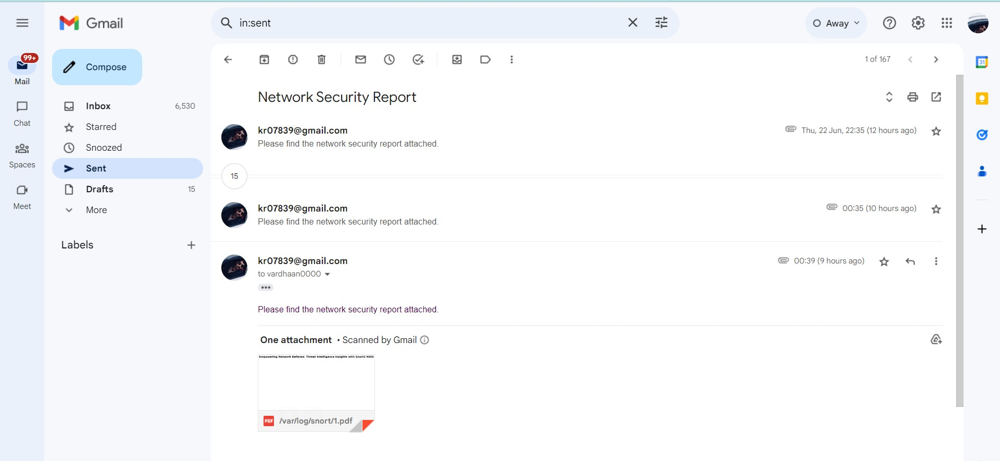 Gmail
in:sent
Away
99+
Mail
Chat
Spaces
Meet
Compose
Inbox 6,530
Starred
Snoozed
Sent
Drafts 15
More
Labels
1 of 167
31
Network Security Report
kr07839@gmail.com Thu, 22 Jun, 22:35 (12 hours ago)
Please find the network security report attached.
15
kr07839@gmail.com 00:35 (10 hours ago)
Please find the network security report attached.
kr07839@gmail.com 00:39 (9 hours ago)
to vardhaan0000
Please find the network security report attached.
One attachment • Scanned by Gmail
Empowering Network Defense: Threat Intelligence Insights with Snort3 NIDS
PDF /var/log/snort/1.pdf